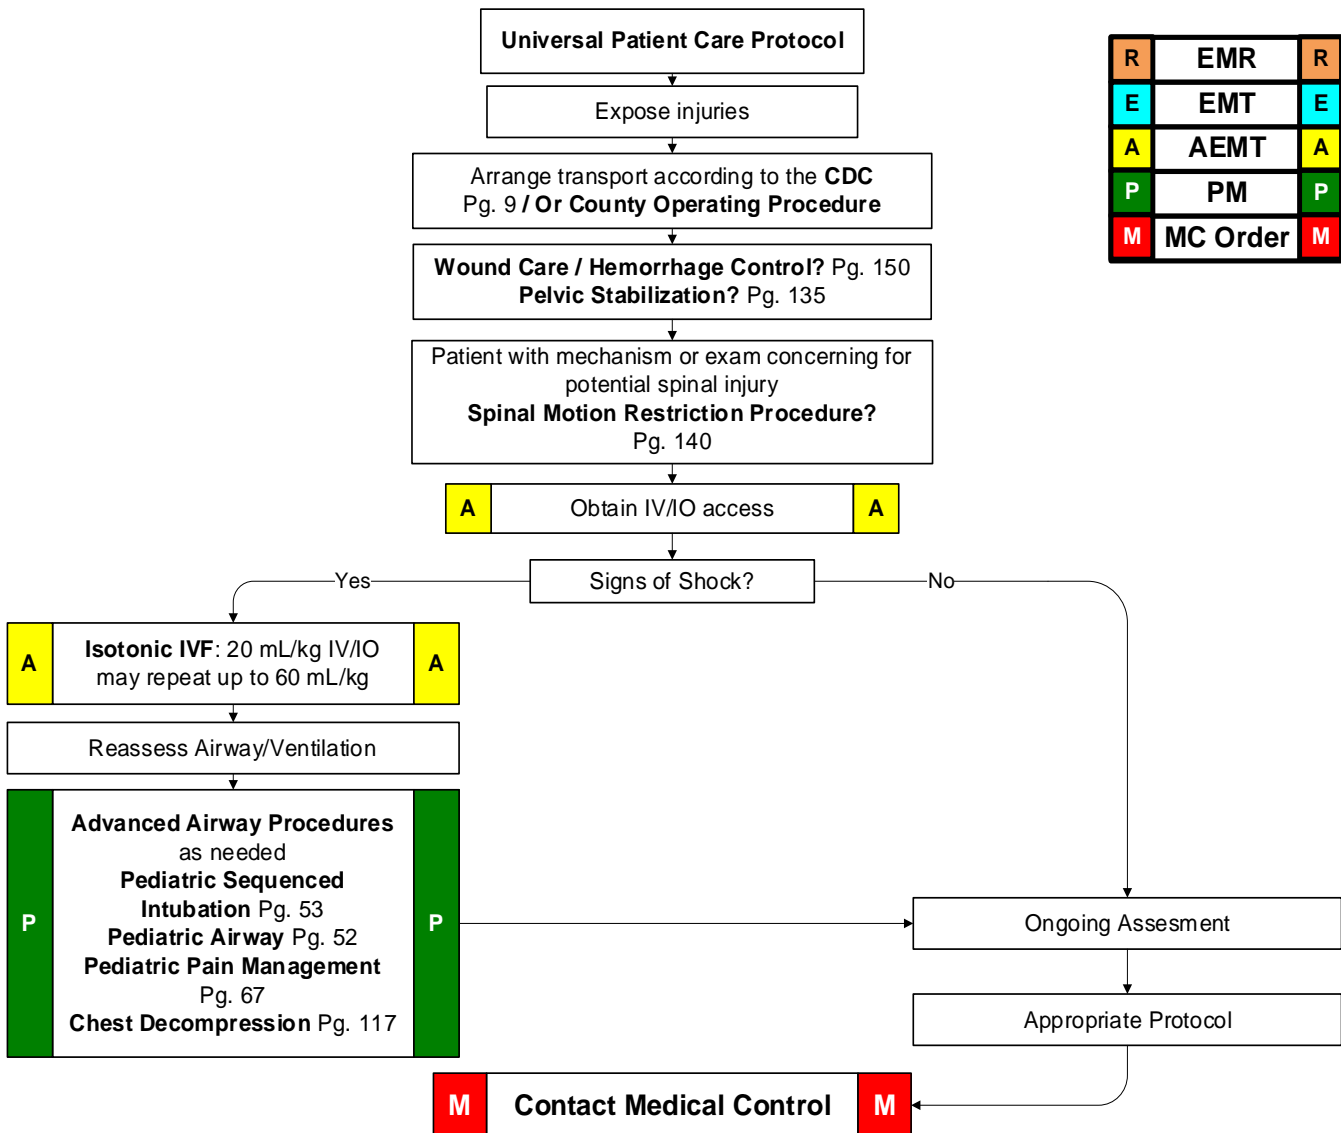 Universal Patient Care Protocol
R EMR R
E EMT E
A AEMT A
P PM P
M MC Order M
Expose injuries
Arrange transport according to the CDC
Pg. 9 / Or County Operating Procedure
Wound Care / Hemorrhage Control? Pg. 150
Pelvic Stabilization? Pg. 135
Patient with mechanism or exam concerning for
potential spinal injury
Spinal Motion Restriction Procedure?
Pg. 140
A Obtain IV/IO access A
Signs of Shock?
Yes
No
A Isotonic IVF: 20 mL/kg IV/IO A
may repeat up to 60 mL/kg
Reassess Airway/Ventilation
Advanced Airway Procedures
as needed
Pediatric Sequenced
Intubation Pg. 53
P Pediatric Airway Pg. 52 P
Pediatric Pain Management
Pg. 67
Chest Decompression Pg. 117
Ongoing Assesment
Appropriate Protocol
M Contact Medical Control M